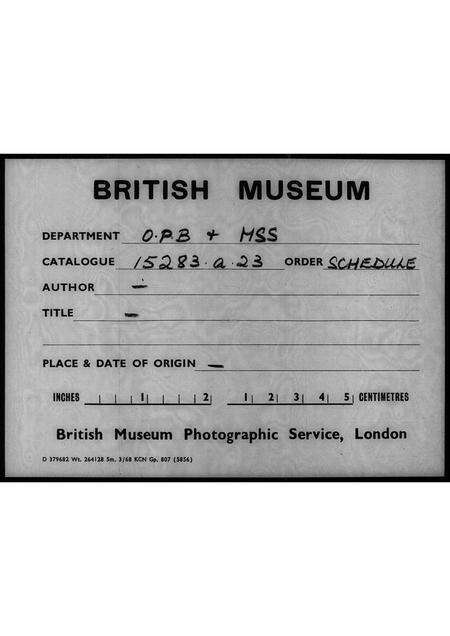 BRITISH MUSEUM
DEPARTMENT O.P.B + MSS
CATALOGUE 15283.a.23 ORDER SCHEDULE
AUTHOR —
TITLE —
PLACE & DATE OF ORIGIN —
INCHES 1 2 1 2 3 4 5 CENTIMETRES
British Museum Photographic Service, London
D 379682 Wt. 264128 5m. 3/68 KCN Gp. 807 (5856)